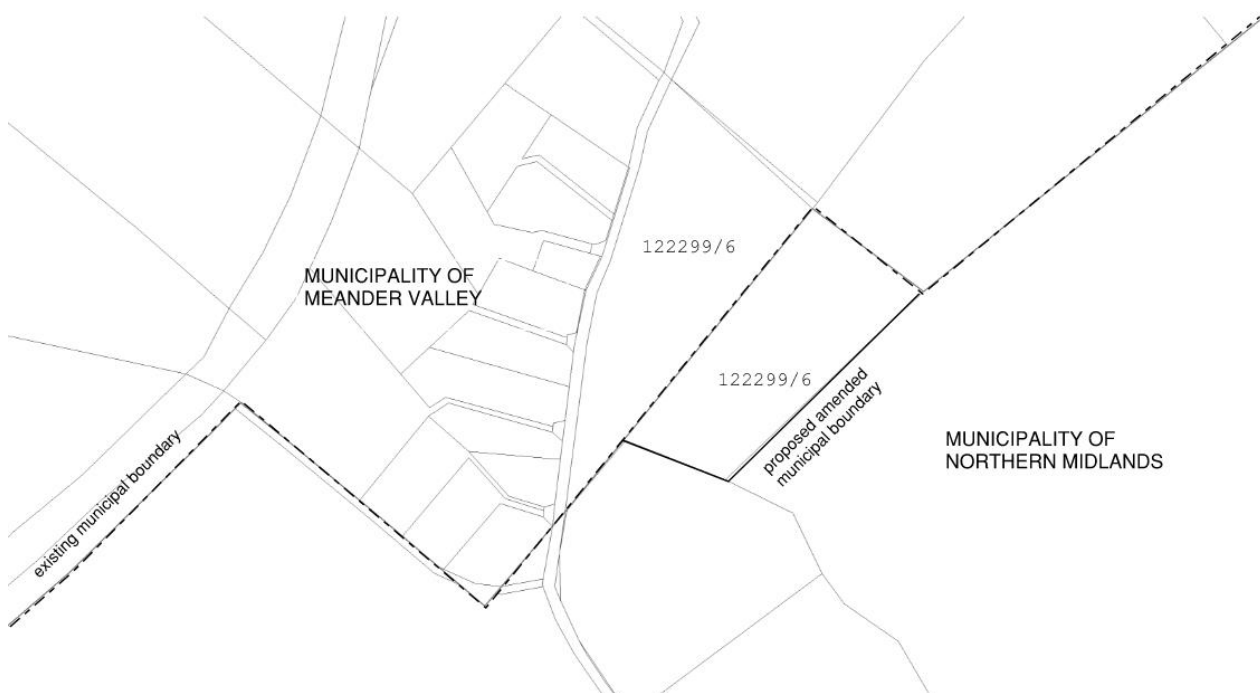 122299/6
MUNICIPALITY OF
MEANDER VALLEY
122299/6
proposed amended
municipal boundary
MUNICIPALITY OF
NORTHERN MIDLANDS
existing municipal boundary